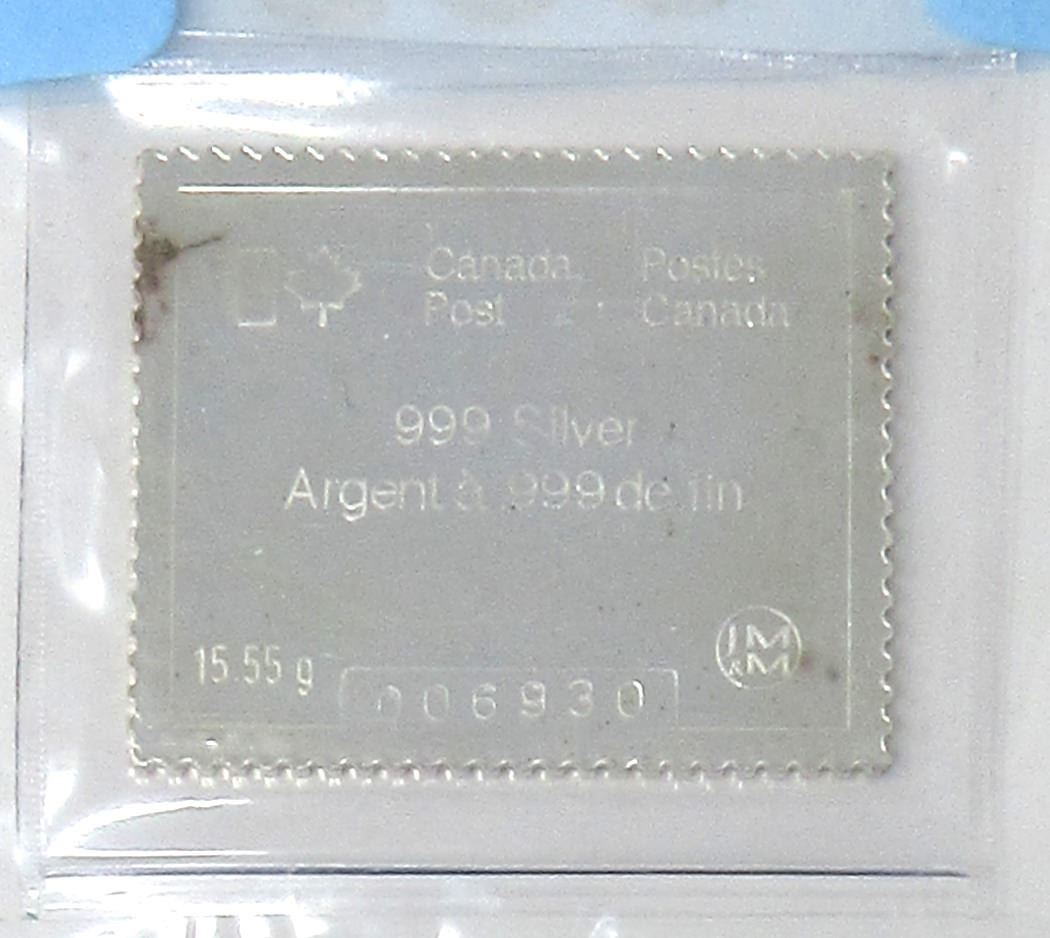 Canada Postes
Post Canada
999 Silver
Argent à 999 de fin
15.55 g
006930
JM
&M